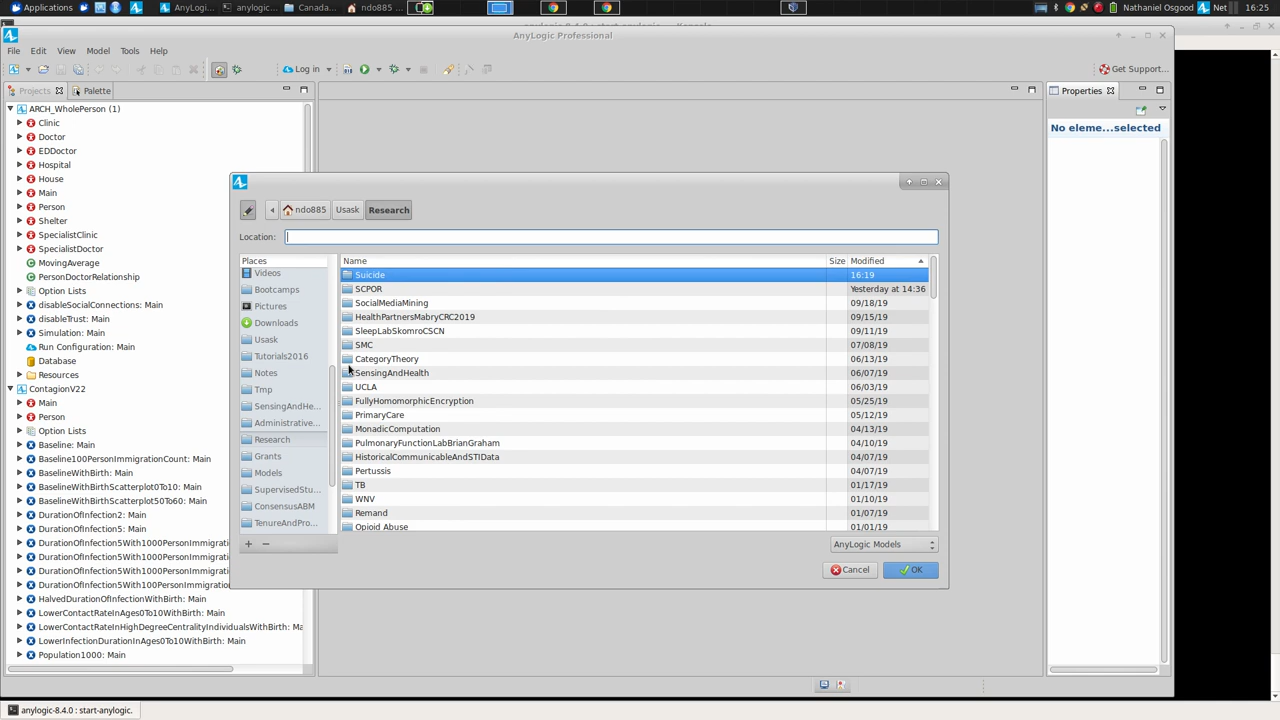 Applications
AnyLogi...
anylogic-...
Canada...
ndo885 ...
Nathaniel Osgood
Net
16:25
AnyLogic Professional
File Edit View Model Tools Help
Log in
Get Support...
Projects
Palette
Properties
No eleme...selected
ARCH_WholePerson (1)
Clinic
Doctor
EDDoctor
Hospital
House
Main
Person
Shelter
SpecialistClinic
SpecialistDoctor
MovingAverage
PersonDoctorRelationship
Option Lists
disableSocialConnections: Main
disableTrust: Main
Simulation: Main
Run Configuration: Main
Database
Resources
ContagionV22
Main
Person
Option Lists
Baseline: Main
Baseline100PersonImmigrationCount: Main
BaselineWithBirth: Main
BaselineWithBirthScatterplot0To10: Main
BaselineWithBirthScatterplot50To60: Main
DurationOfInfection2: Main
DurationOfInfection5: Main
DurationOfInfection5With1000PersonImmigrati
DurationOfInfection5With1000PersonImmigrati
DurationOfInfection5With1000PersonImmigrati
DurationOfInfection5With100PersonImmigratio
HalvedDurationOfInfectionWithBirth: Main
LowerContactRateInAges0To10WithBirth: Main
LowerContactRateInHighDegreeCentralityIndividualsWithBirth: Ma
LowerInfectionDurationInAges0To10WithBirth: Main
Population1000: Main
ndo885 Usask Research
Location:
Places
Videos
Bootcamps
Pictures
Downloads
Usask
Tutorials2016
Notes
Tmp
SensingAndHe...
Administrative...
Research
Grants
Models
SupervisedStu...
ConsensusABM
TenureAndPro...
Name Size Modified
Suicide 16:19
SCPOR Yesterday at 14:36
SocialMediaMining 09/18/19
HealthPartnersMabryCRC2019 09/15/19
SleepLabSkomroCSCN 09/11/19
SMC 07/08/19
CategoryTheory 06/13/19
SensingAndHealth 06/07/19
UCLA 06/03/19
FullyHomomorphicEncryption 05/25/19
PrimaryCare 05/12/19
MonadicComputation 04/13/19
PulmonaryFunctionLabBrianGraham 04/10/19
HistoricalCommunicableAndSTIData 04/07/19
Pertussis 04/07/19
TB 01/17/19
WNV 01/10/19
Remand 01/07/19
Opioid Abuse 01/01/19
AnyLogic Models
Cancel OK
anylogic-8.4.0 : start-anylogic.